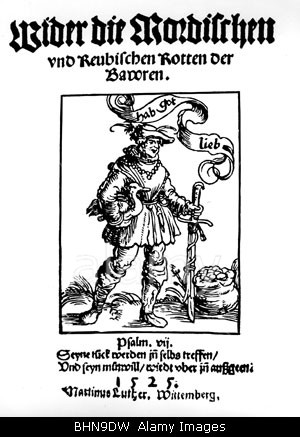 Wider die Mordischen
vnd Reubischen Rotten der
Bawren.
hab got
lieb
Psalm. vij.
Seyne tück werden jn selbs treffen/
Vnd seyn mutwill/ wirdt vber jn außgeen.
1525.
Martinus Luther. Wittemberg.
BHN9DW Alamy Images